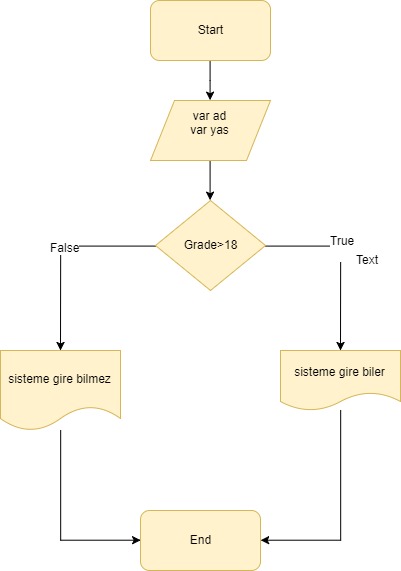 Start
var ad
var yas
Grade>18
False
True
Text
sisteme gire bilmez
sisteme gire biler
End